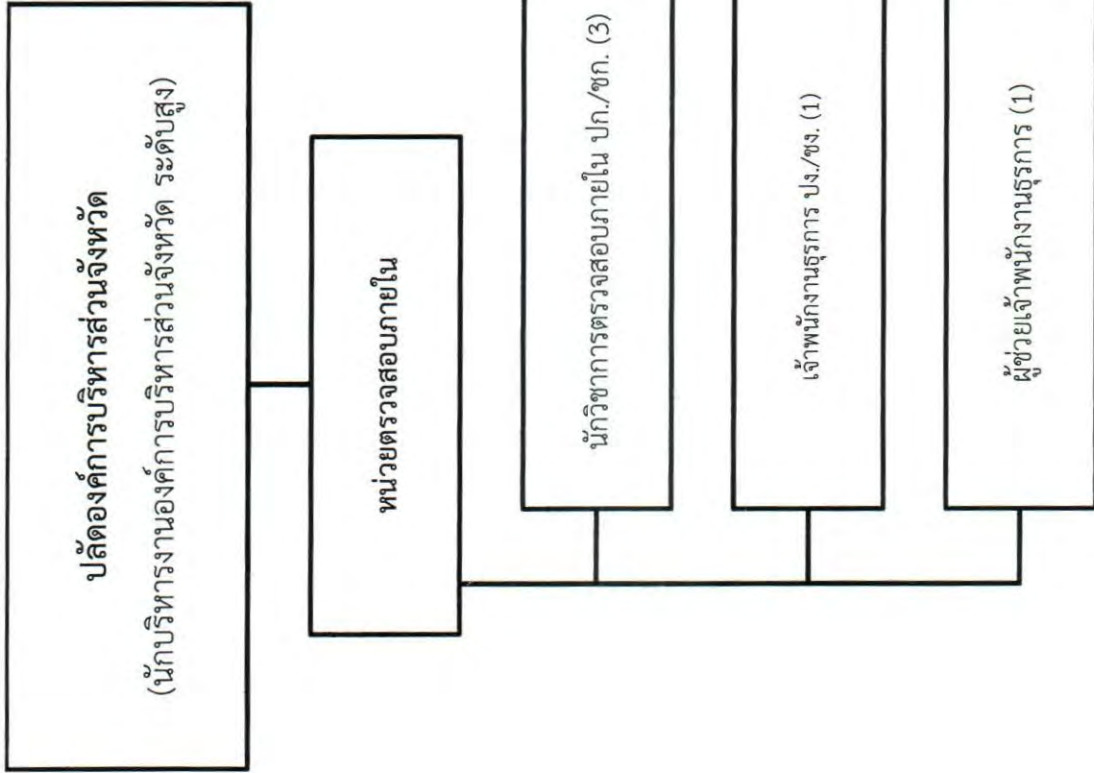 ปลัดองค์การบริหารส่วนจังหวัด
(นักบริหารงานองค์การบริหารส่วนจังหวัด ระดับสูง)
หน่วยตรวจสอบภายใน
นักวิชาการตรวจสอบภายใน ปก./ชก. (3)
เจ้าพนักงานธุรการ ปง./ชง. (1)
ผู้ช่วยเจ้าพนักงานธุรการ (1)